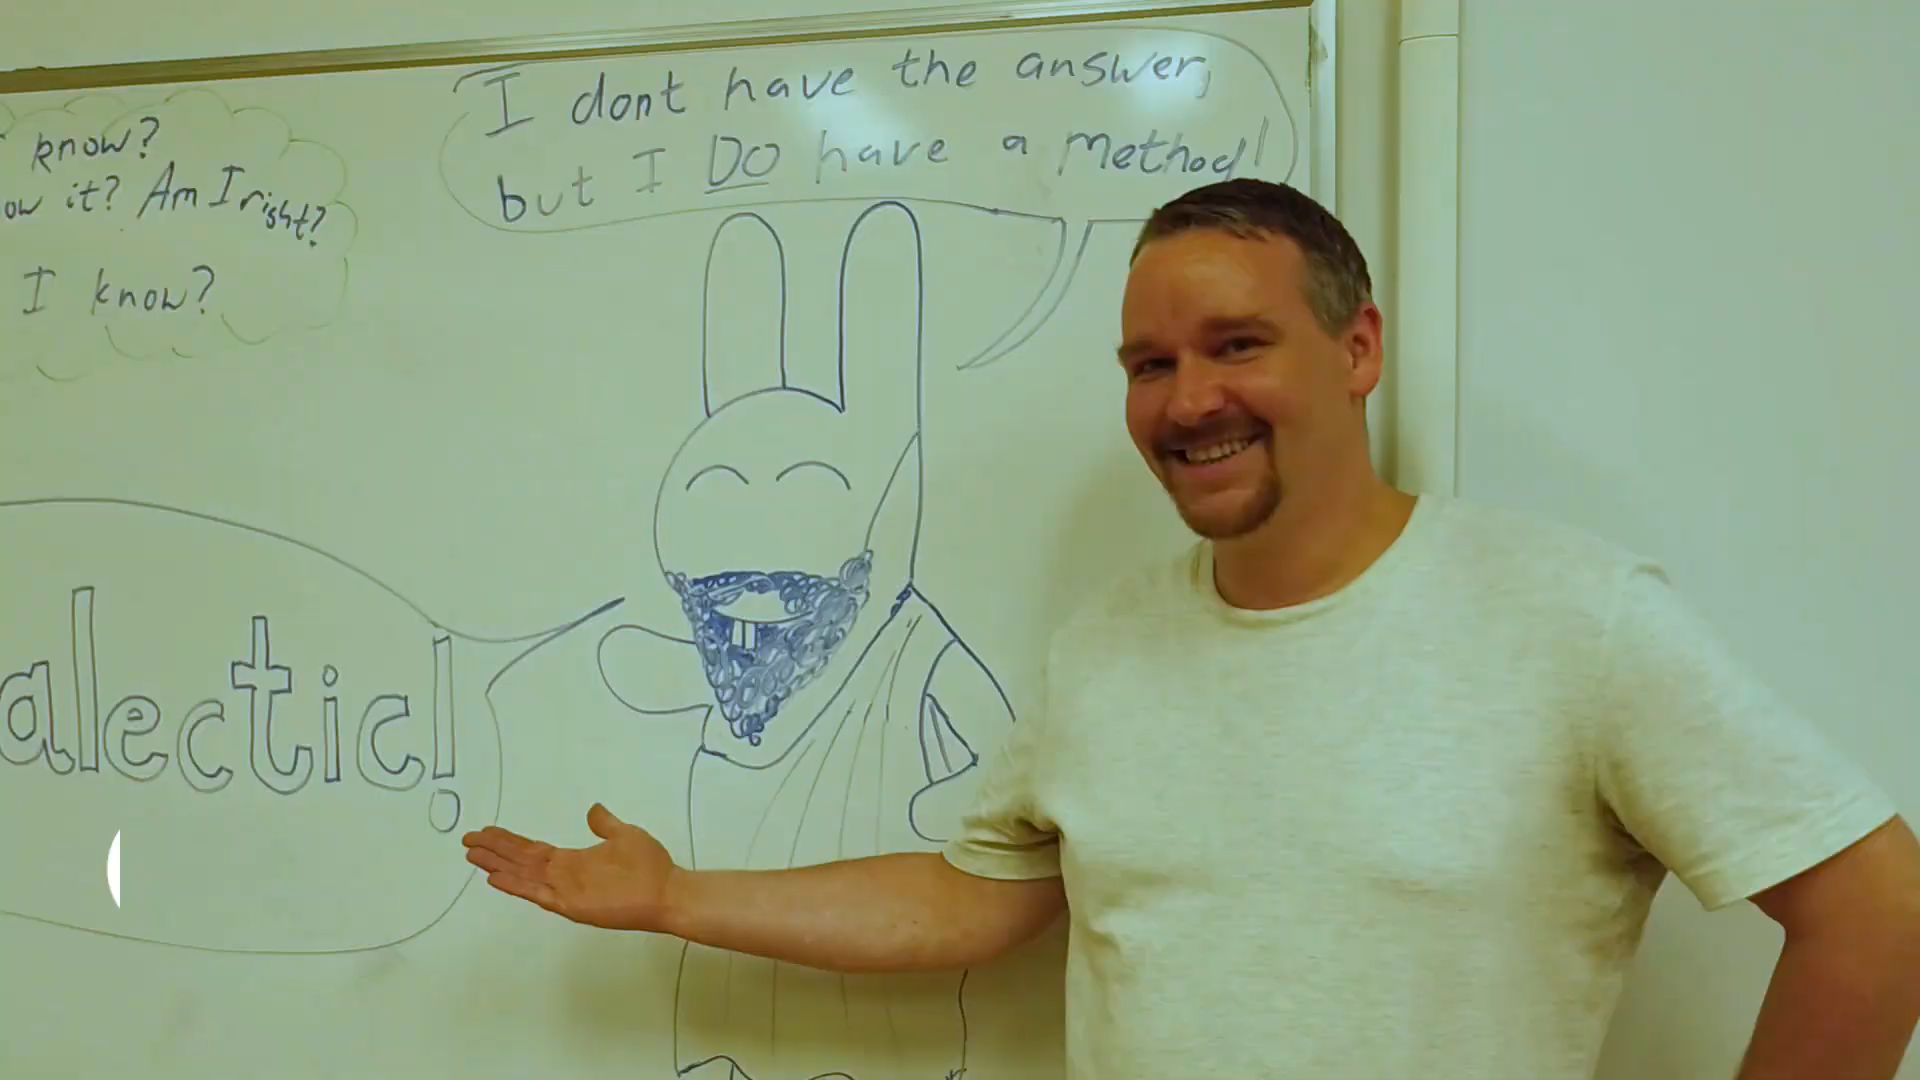 know?
ow it? Am I right?
I know?
I dont have the answer,
but I DO have a Method!
alectic!